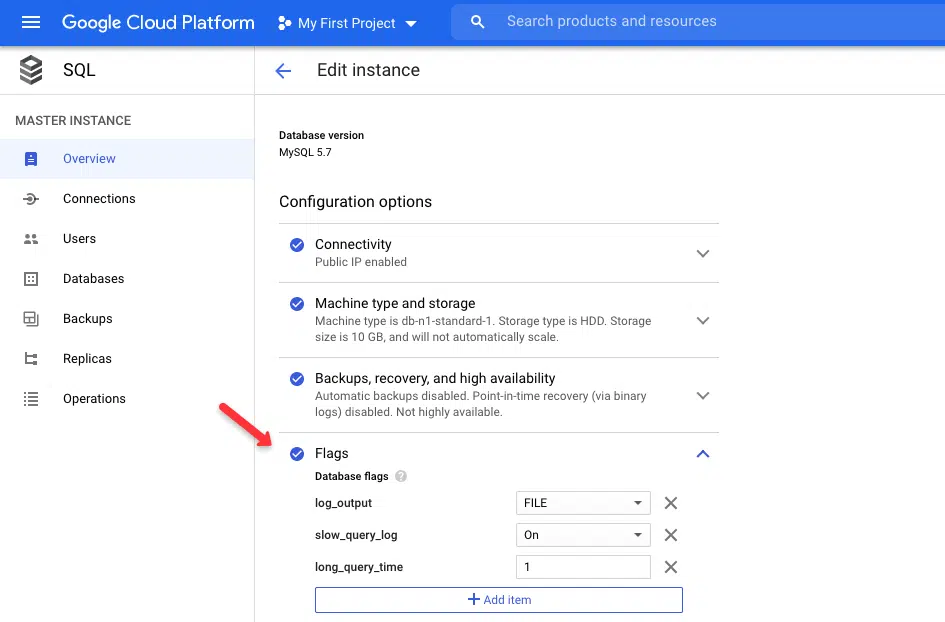 Google Cloud Platform
My First Project
Search products and resources
SQL
Edit instance
MASTER INSTANCE
Overview
Connections
Users
Databases
Backups
Replicas
Operations
Database version
MySQL 5.7
Configuration options
Connectivity
Public IP enabled
Machine type and storage
Machine type is db-n1-standard-1. Storage type is HDD. Storage
size is 10 GB, and will not automatically scale.
Backups, recovery, and high availability
Automatic backups disabled. Point-in-time recovery (via binary
logs) disabled. Not highly available.
Flags
Database flags ?
log_output FILE
slow_query_log On
long_query_time 1
Add item